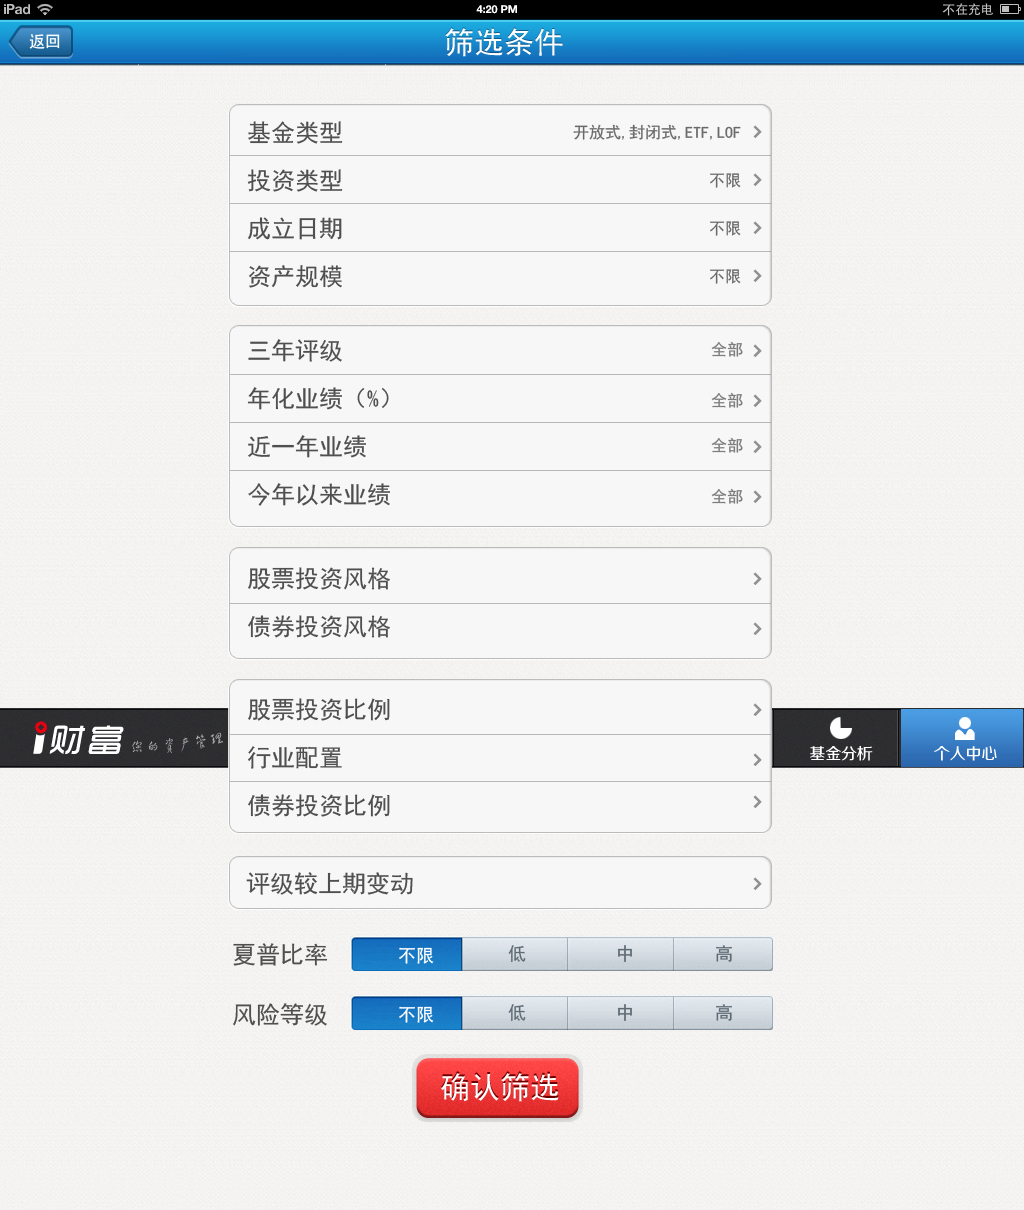 iPad 4:20 PM 不在充电
返回 筛选条件
基金类型 开放式, 封闭式, ETF, LOF
投资类型 不限
成立日期 不限
资产规模 不限
三年评级 全部
年化业绩（%） 全部
近一年业绩 全部
今年以来业绩 全部
股票投资风格
债券投资风格
股票投资比例
i财富 你的資产管理
基金分析 个人中心
行业配置
债券投资比例
评级较上期变动
夏普比率 不限 低 中 高
风险等级 不限 低 中 高
确认筛选